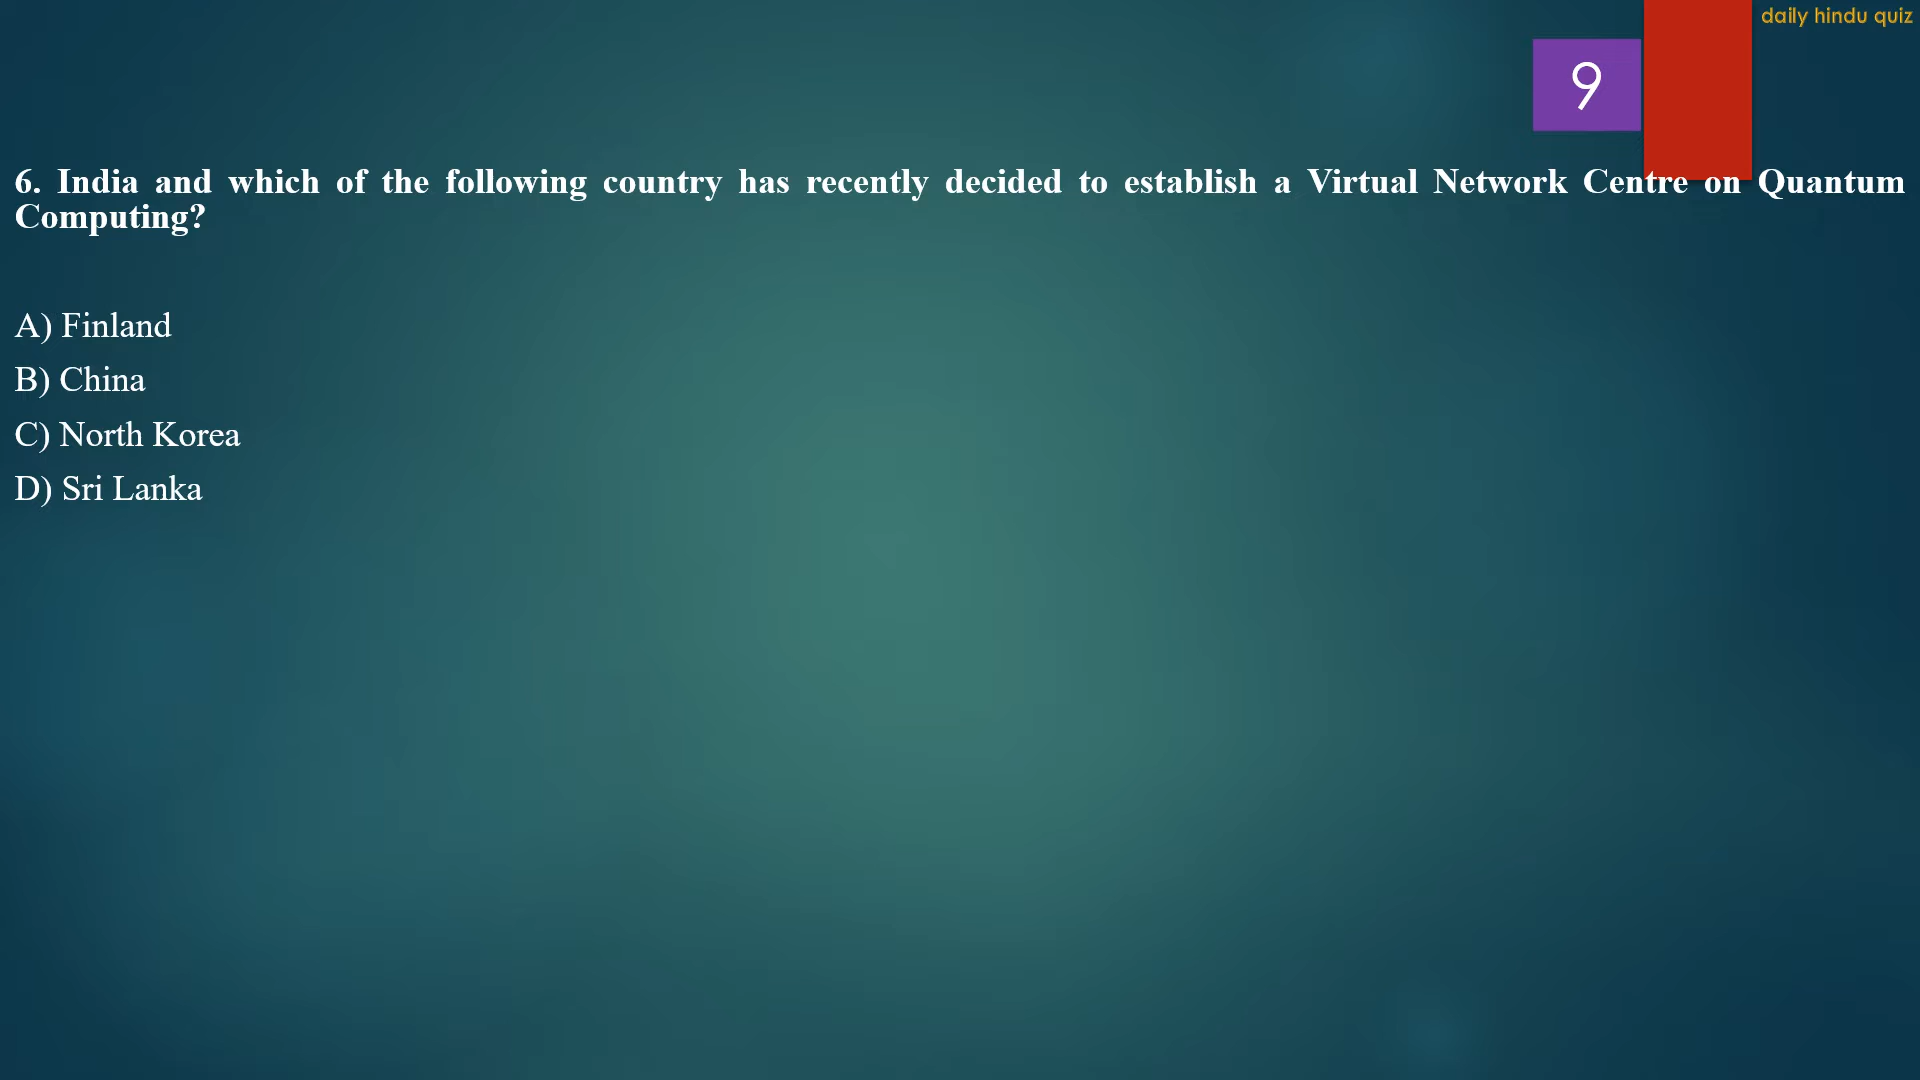 daily hindu quiz
9
6. India and which of the following country has recently decided to establish a Virtual Network Centre on Quantum
Computing?
A) Finland
B) China
C) North Korea
D) Sri Lanka